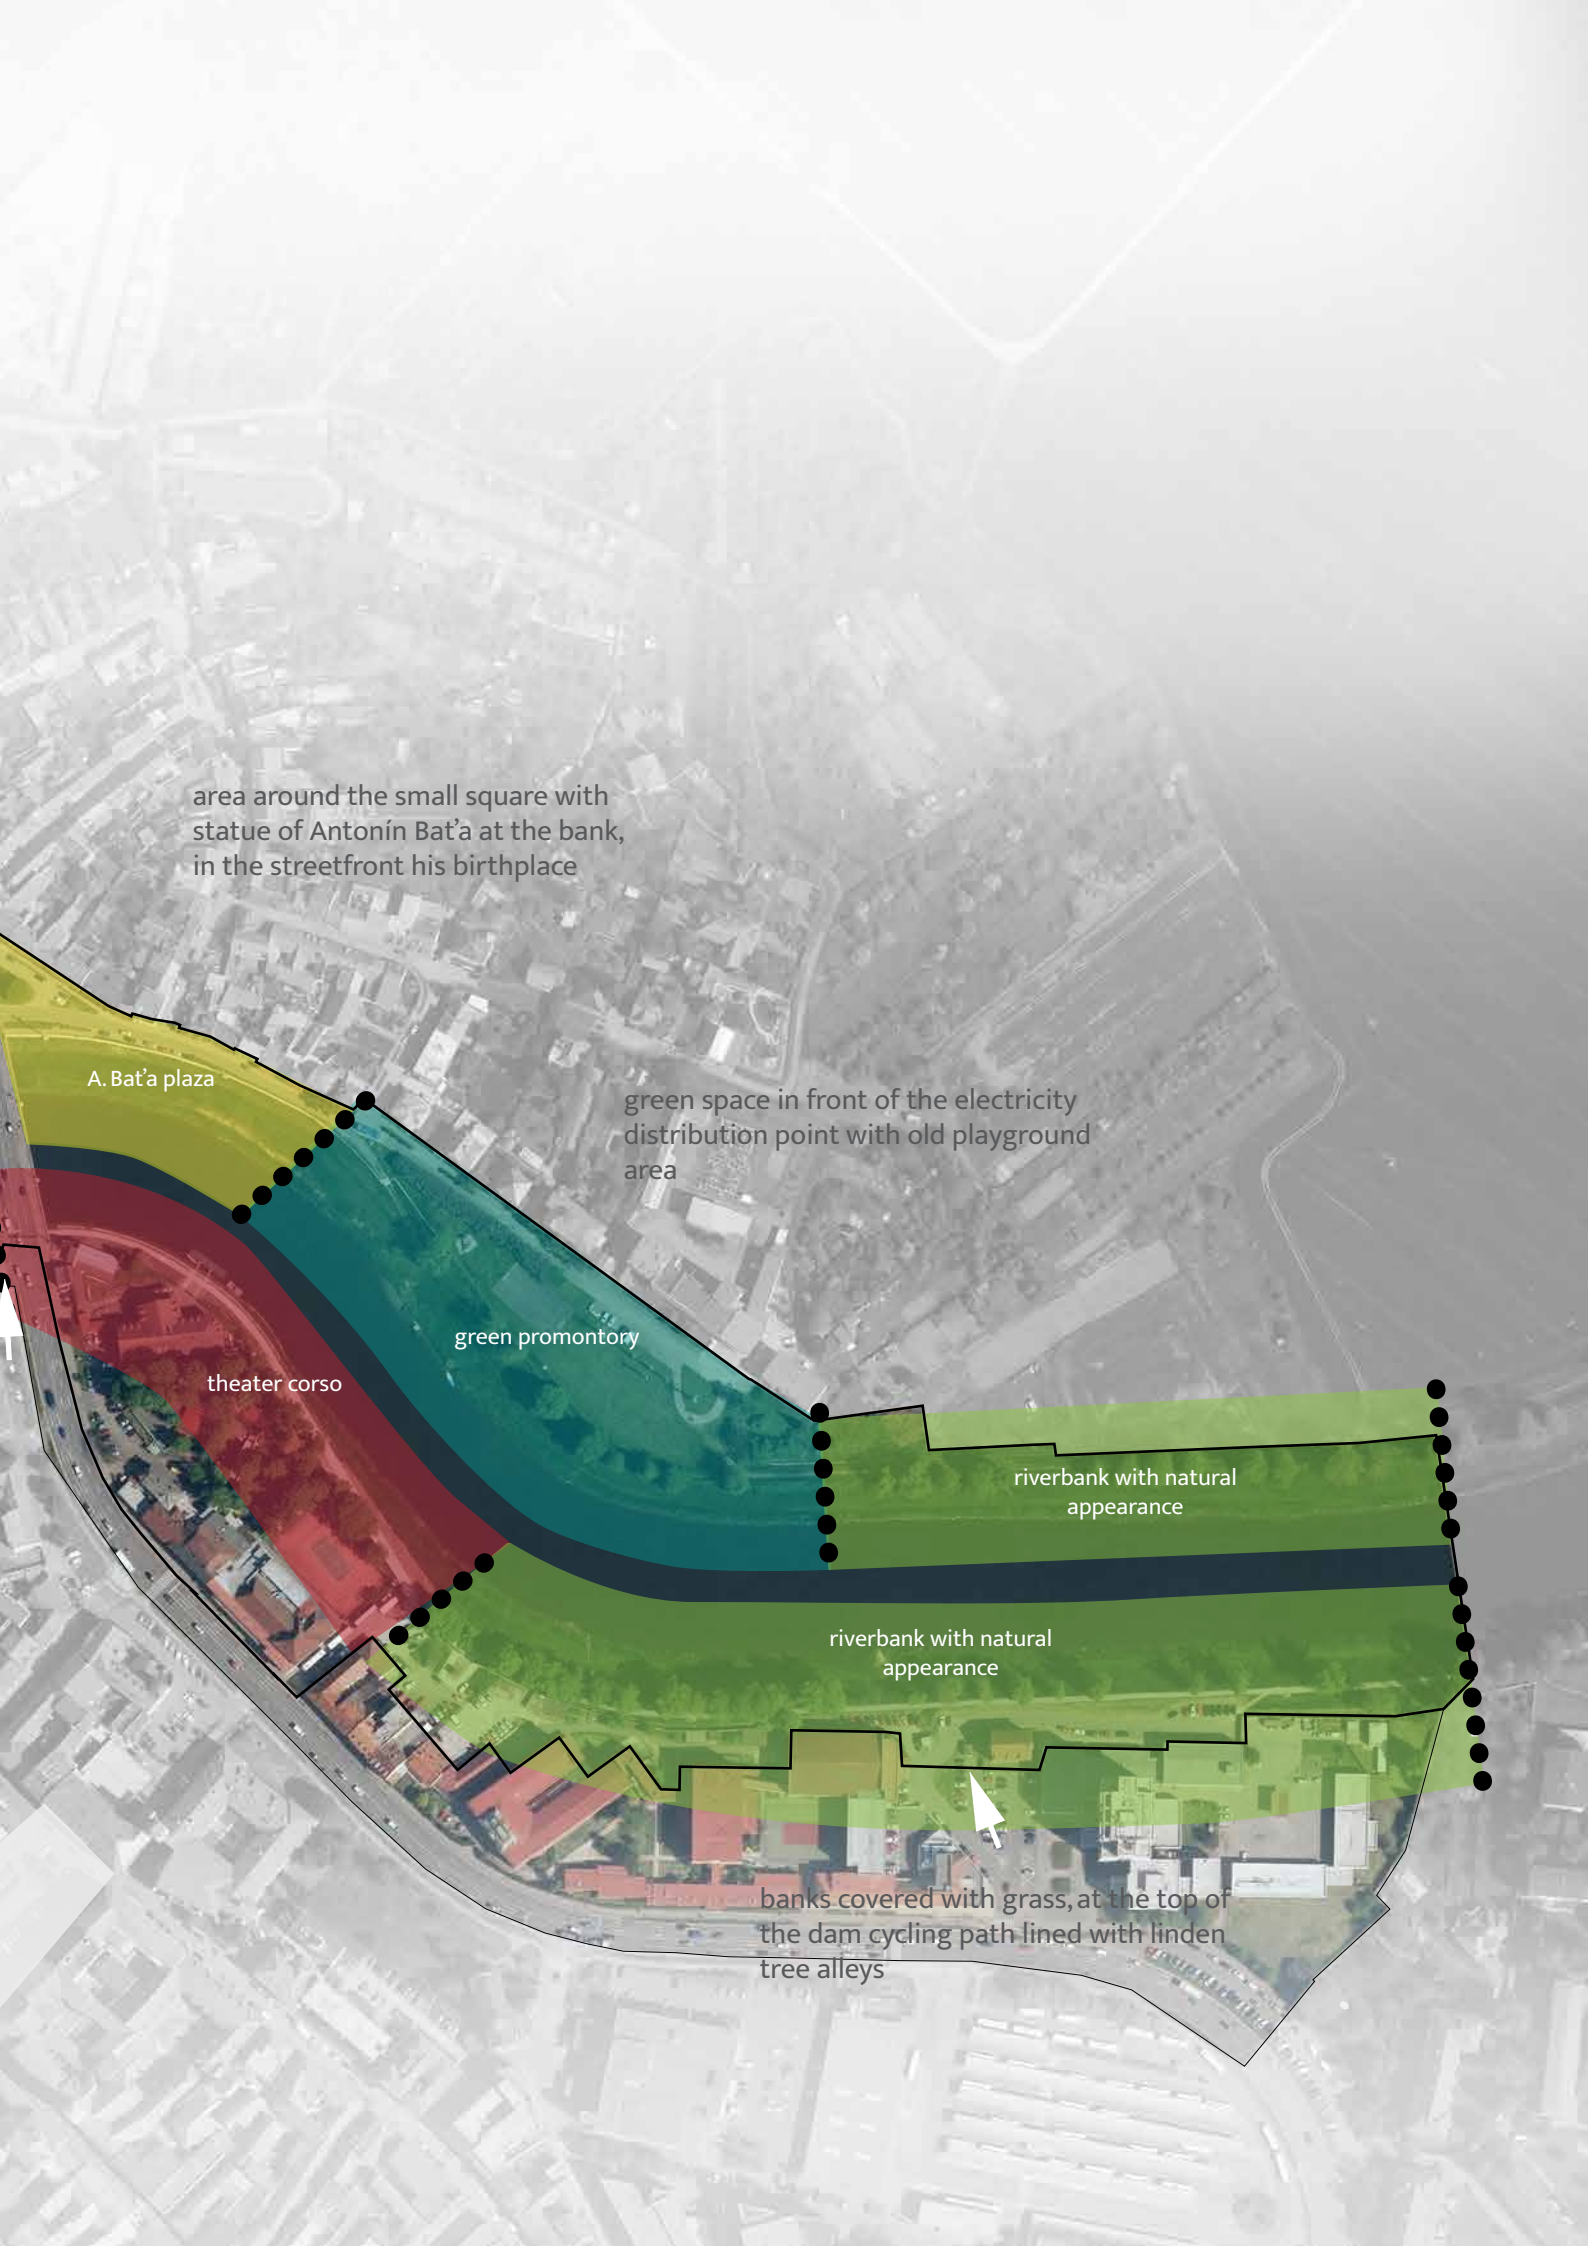 area around the small square with
statue of Antonín Bat’a at the bank,
in the streetfront his birthplace
A. Bat’a plaza
green space in front of the electricity
distribution point with old playground
area
green promontory
theater corso
riverbank with natural
appearance
riverbank with natural
appearance
banks covered with grass, at the top of
the dam cycling path lined with linden
tree alleys